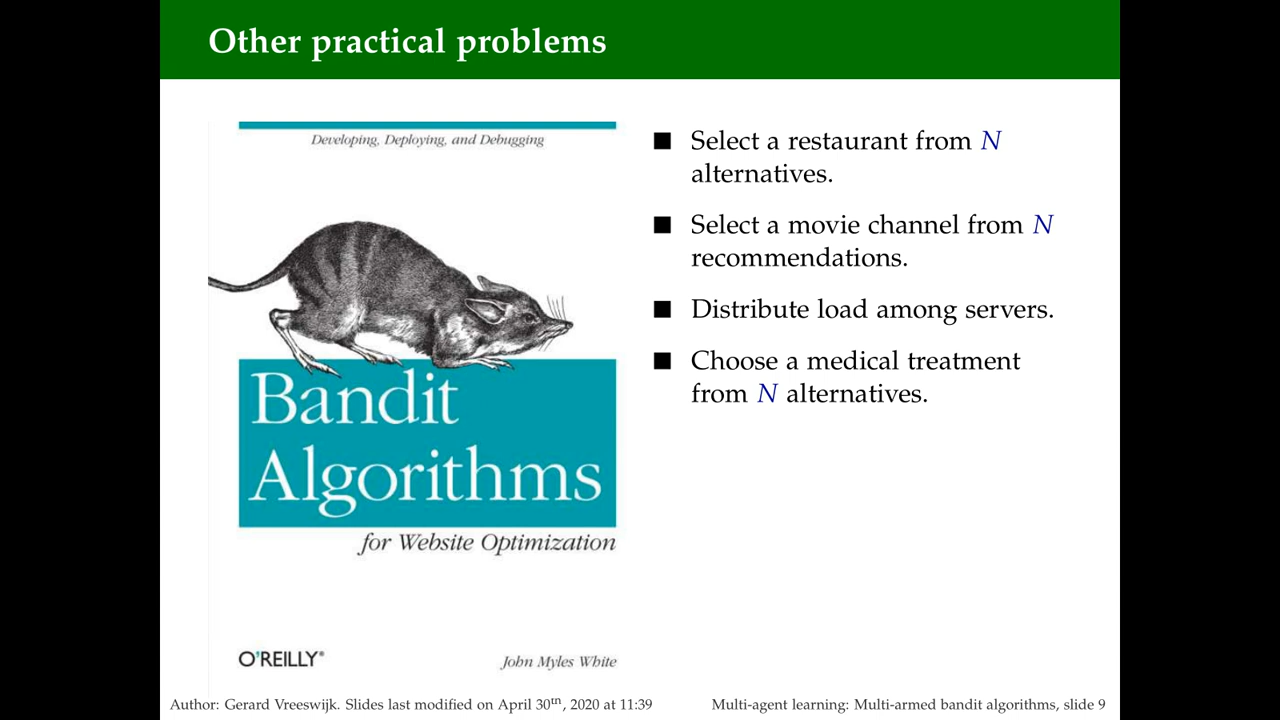 Other practical problems
Developing, Deploying, and Debugging
Bandit
Algorithms
for Website Optimization
O'REILLY®
John Myles White
■ Select a restaurant from N
alternatives.
■ Select a movie channel from N
recommendations.
■ Distribute load among servers.
■ Choose a medical treatment
from N alternatives.
Author: Gerard Vreeswijk. Slides last modified on April 30th, 2020 at 11:39
Multi-agent learning: Multi-armed bandit algorithms, slide 9